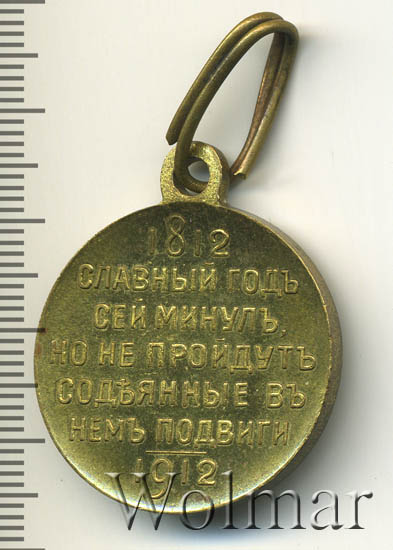 1812
СЛАВНЫЙ ГОДЪ
СЕЙ МИНУЛЪ,
НО НЕ ПРОЙДУТЪ
СОДѢЯННЫЕ ВЪ
НЕМЪ ПОДВИГИ
1912
Wolmar